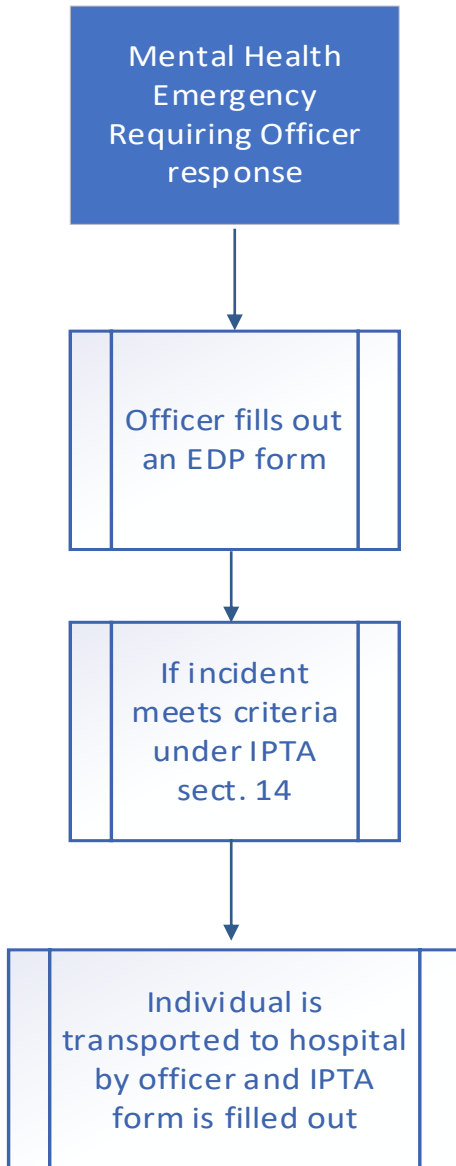 Mental Health
Emergency
Requiring Officer
response
Officer fills out
an EDP form
If incident
meets criteria
under IPTA
sect. 14
Individual is
transported to hospital
by officer and IPTA
form is filled out